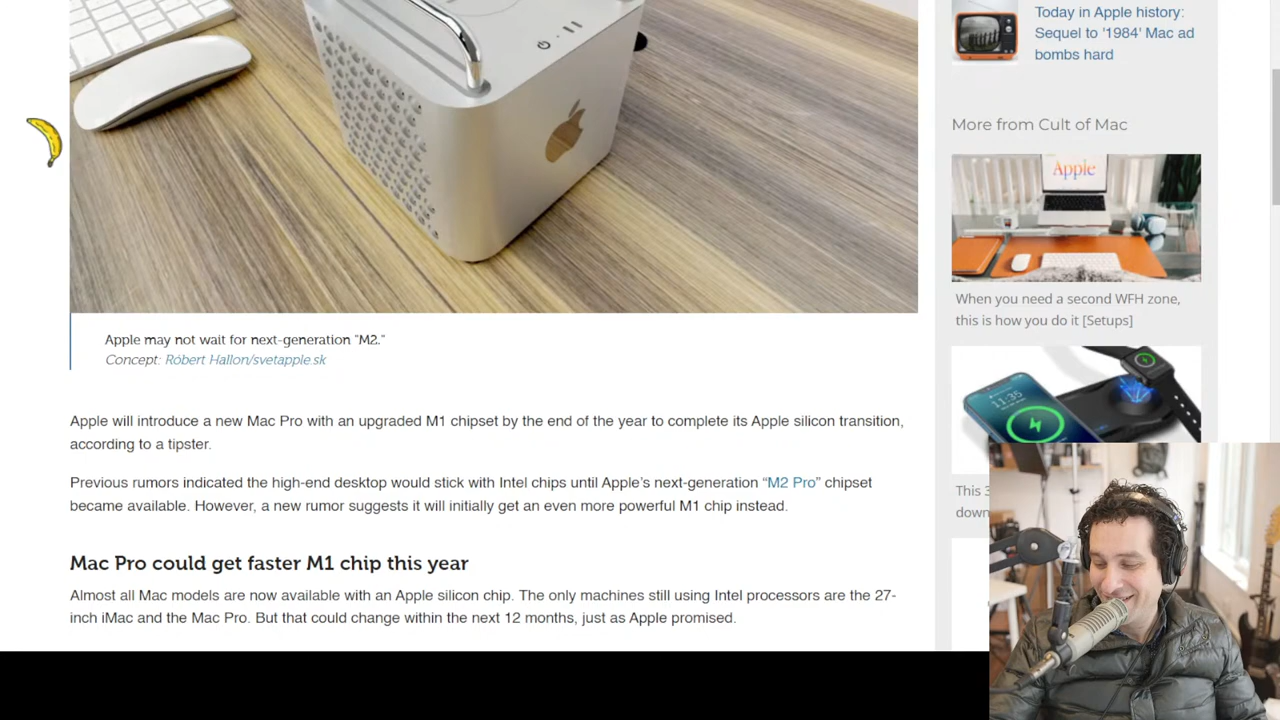 Today in Apple history:
Sequel to '1984' Mac ad
bombs hard
More from Cult of Mac
Apple
When you need a second WFH zone,
this is how you do it [Setups]
11:35
Apple may not wait for next-generation "M2."
Concept: Róbert Hallon/svetapple.sk
Apple will introduce a new Mac Pro with an upgraded M1 chipset by the end of the year to complete its Apple silicon transition,
according to a tipster.
Previous rumors indicated the high-end desktop would stick with Intel chips until Apple's next-generation “M2 Pro” chipset
became available. However, a new rumor suggests it will initially get an even more powerful M1 chip instead.
Mac Pro could get faster M1 chip this year
Almost all Mac models are now available with an Apple silicon chip. The only machines still using Intel processors are the 27-
inch iMac and the Mac Pro. But that could change within the next 12 months, just as Apple promised.
This
down